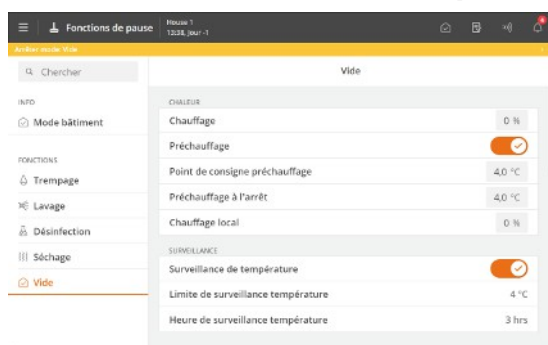 Fonctions de pause
House 1
12:38, Jour -1
Arrêter mode: Vide
Chercher
Vide
INFO
Mode bâtiment
FONCTIONS
Trempage
Lavage
Désinfection
Séchage
Vide
CHALEUR
Chauffage 0 %
Préchauffage
Point de consigne préchauffage 4,0 °C
Préchauffage à l'arrêt 4,0 °C
Chauffage local 0 %
SURVEILLANCE
Surveillance de température
Limite de surveillance température 4 °C
Heure de surveillance température 3 hrs